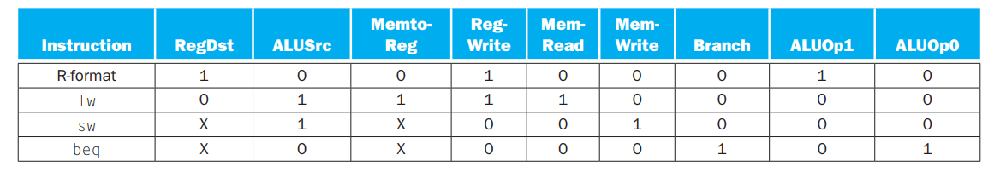 Memto- Reg- Mem- Mem-
Instruction RegDst ALUSrc Reg Write Read Write Branch ALUOp1 ALUOp0
R-format 1 0 0 1 0 0 0 1 0
lw 0 1 1 1 1 0 0 0 0
sw X 1 X 0 0 1 0 0 0
beq X 0 X 0 0 0 1 0 1